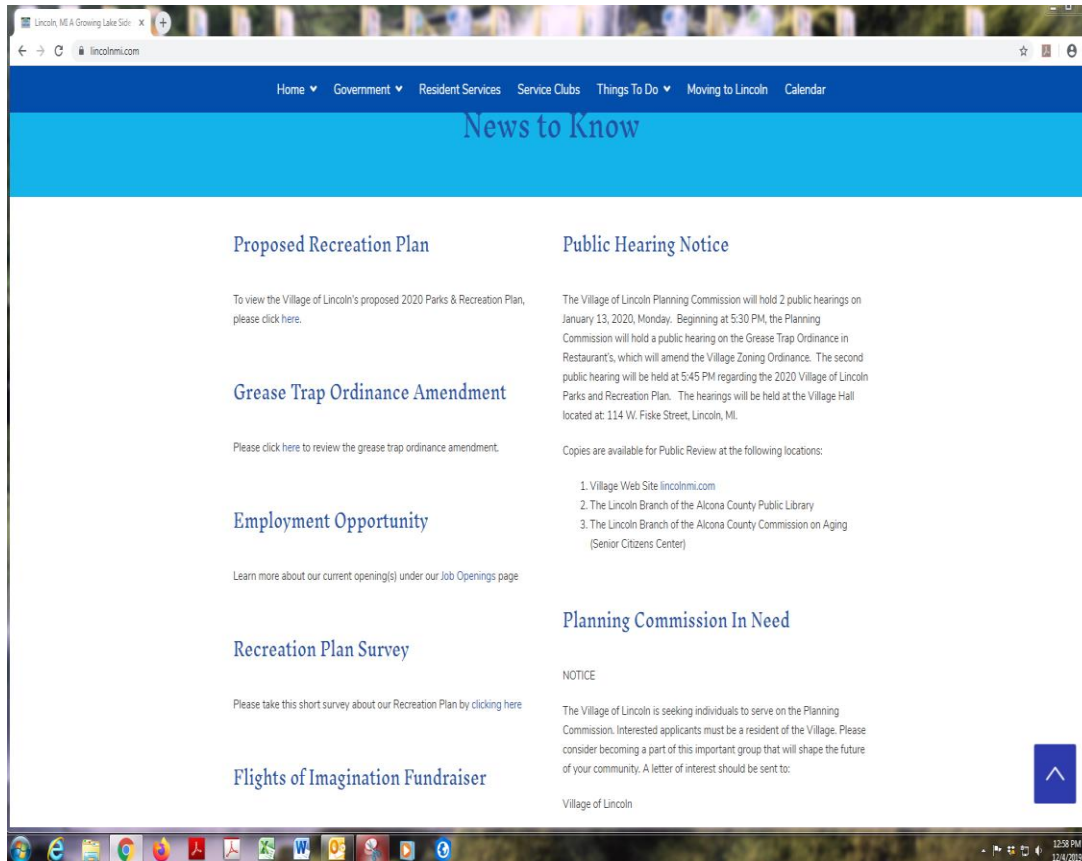 Lincoln, MI A Growing Lake Side
lincolnmi.com
Home Government Resident Services Service Clubs Things To Do Moving to Lincoln Calendar
News to Know
Proposed Recreation Plan
To view the Village of Lincoln's proposed 2020 Parks & Recreation Plan,
please click here.
Grease Trap Ordinance Amendment
Please click here to review the grease trap ordinance amendment.
Employment Opportunity
Learn more about our current opening(s) under our Job Openings page
Recreation Plan Survey
Please take this short survey about our Recreation Plan by clicking here
Flights of Imagination Fundraiser
Public Hearing Notice
The Village of Lincoln Planning Commission will hold 2 public hearings on
January 13, 2020, Monday. Beginning at 5:30 PM, the Planning
Commission will hold a public hearing on the Grease Trap Ordinance in
Restaurant's, which will amend the Village Zoning Ordinance. The second
public hearing will be held at 5:45 PM regarding the 2020 Village of Lincoln
Parks and Recreation Plan. The hearings will be held at the Village Hall
located at: 114 W. Fiske Street, Lincoln, MI.
Copies are available for Public Review at the following locations:
1. Village Web Site lincolnmi.com
2. The Lincoln Branch of the Alcona County Public Library
3. The Lincoln Branch of the Alcona County Commission on Aging
(Senior Citizens Center)
Planning Commission In Need
NOTICE
The Village of Lincoln is seeking individuals to serve on the Planning
Commission. Interested applicants must be a resident of the Village. Please
consider becoming a part of this important group that will shape the future
of your community. A letter of interest should be sent to:
Village of Lincoln
12:58 PM